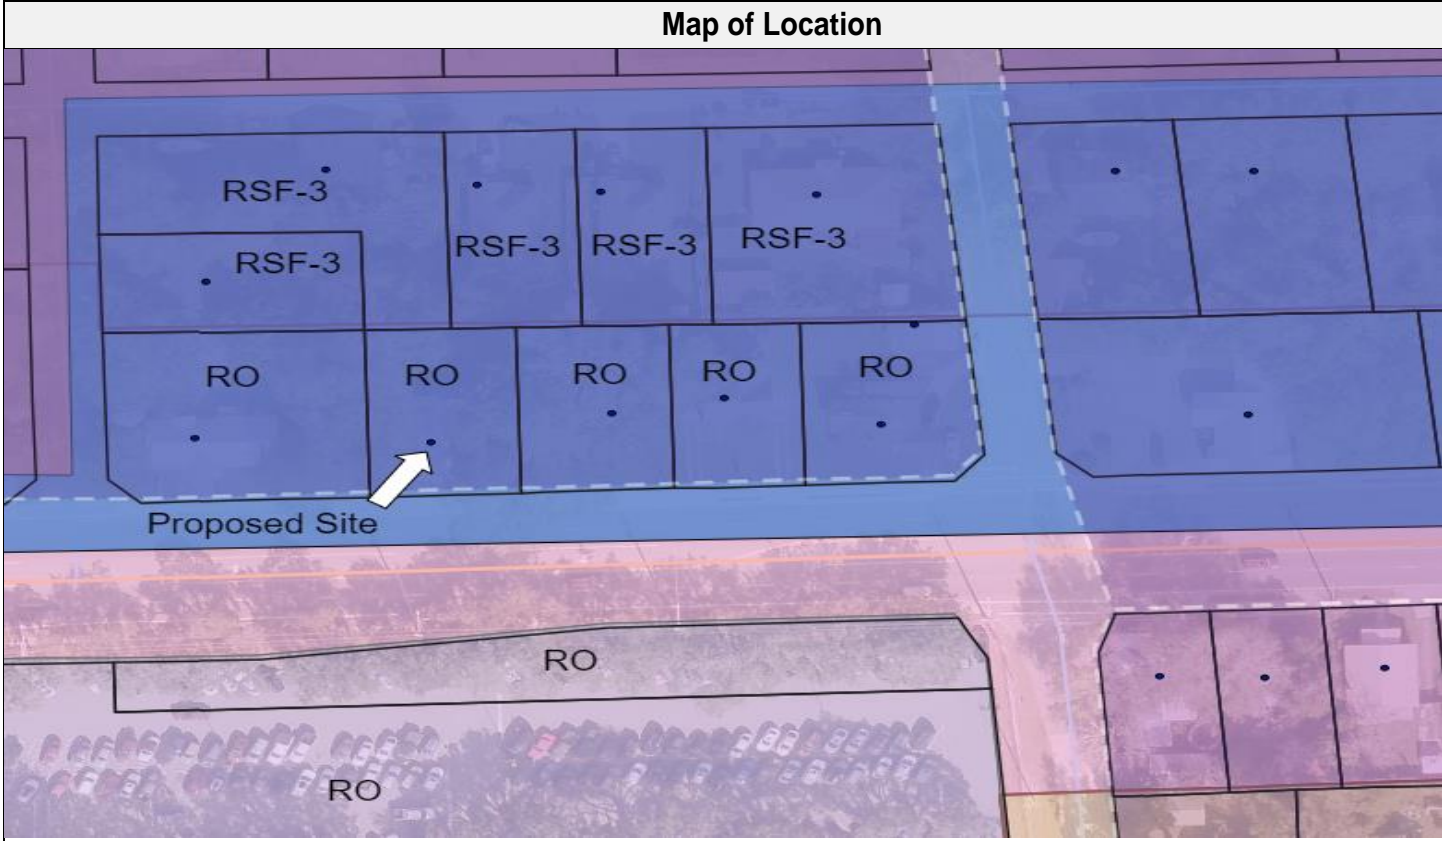 Map of Location
RSF-3
RSF-3 RSF-3 RSF-3
RSF-3
RO RO RO RO RO
Proposed Site
RO
RO